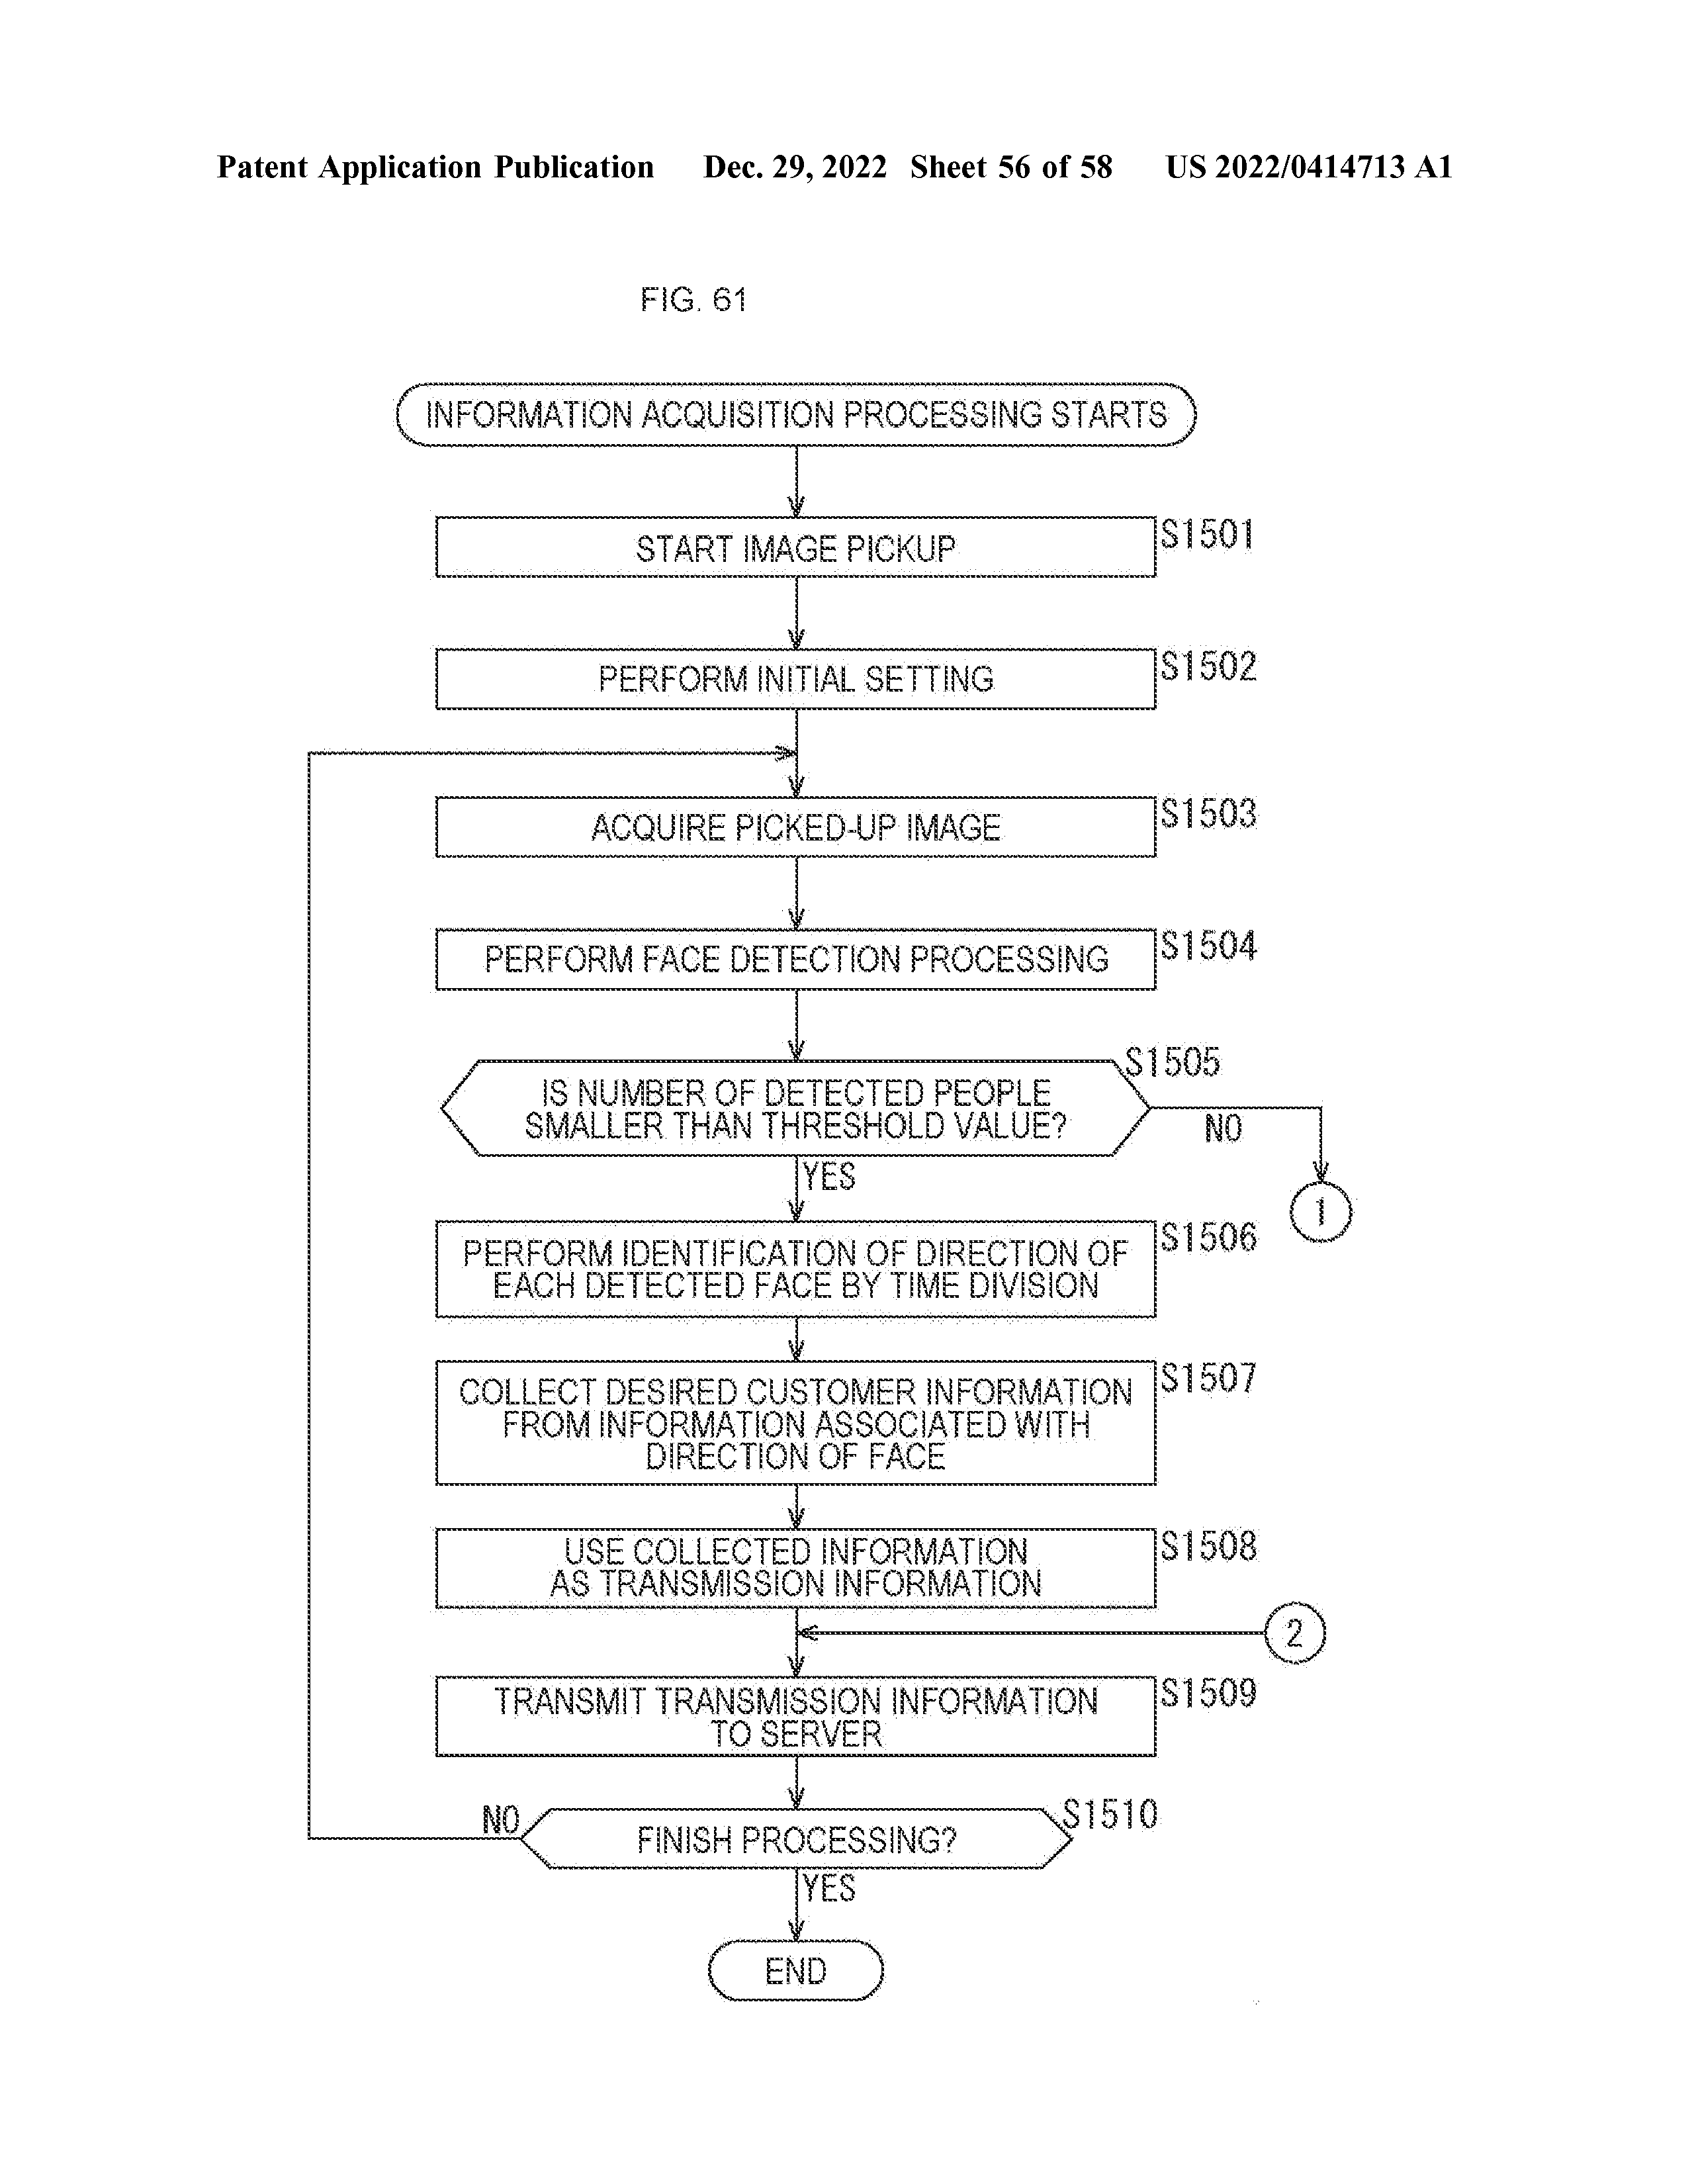 Patent Application Publication Dec. 29, 2022 Sheet 56 of 58 US 2022/0414713 A1
FIG. 61
INFORMATION ACQUISITION PROCESSING STARTS
START IMAGE PICKUP
S1501
PERFORM INITIAL SETTING
S1502
ACQUIRE PICKED-UP IMAGE
S1503
PERFORM FACE DETECTION PROCESSING
S1504
IS NUMBER OF DETECTED PEOPLE
SMALLER THAN THRESHOLD VALUE?
S1505
NO
1
YES
PERFORM IDENTIFICATION OF DIRECTION OF
EACH DETECTED FACE BY TIME DIVISION
S1506
COLLECT DESIRED CUSTOMER INFORMATION
FROM INFORMATION ASSOCIATED WITH
DIRECTION OF FACE
S1507
USE COLLECTED INFORMATION
AS TRANSMISSION INFORMATION
S1508
2
TRANSMIT TRANSMISSION INFORMATION
TO SERVER
S1509
NO
FINISH PROCESSING?
S1510
YES
END